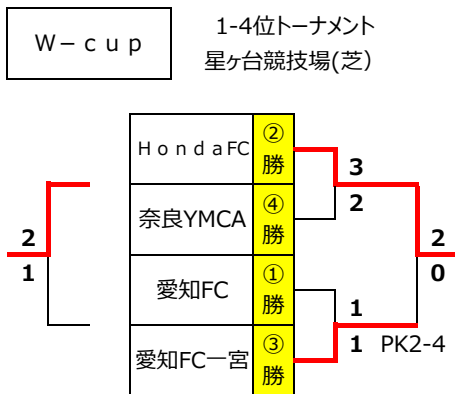 W－ｃｕｐ
1-4位トーナメント
星ヶ台競技場(芝)
ＨｏｎｄａFC
②
勝
3
奈良YMCA
④
勝
2
2
2
1
愛知FC
①
勝
0
1
愛知FC一宮
③
勝
1 PK2-4